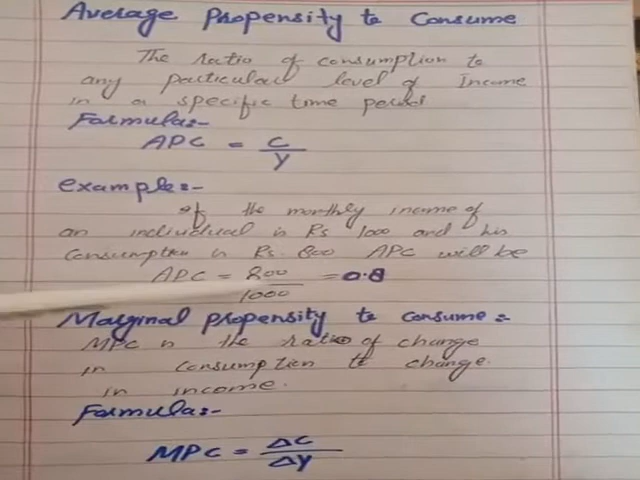 Average Propensity to Consume
The ratio of consumption to
any particular level of Income
in a specific time period
Formula:-
APC = C/Y
example:-
If the monthly income of
an individual is Rs 1000 and his
Consumption is Rs. 800 APC will be
APC = 800/1000 = 0.8
Marginal propensity to consume:-
MPC is the ratio of change
in consumption to change
in income.
Formula:-
MPC = ΔC/ΔY